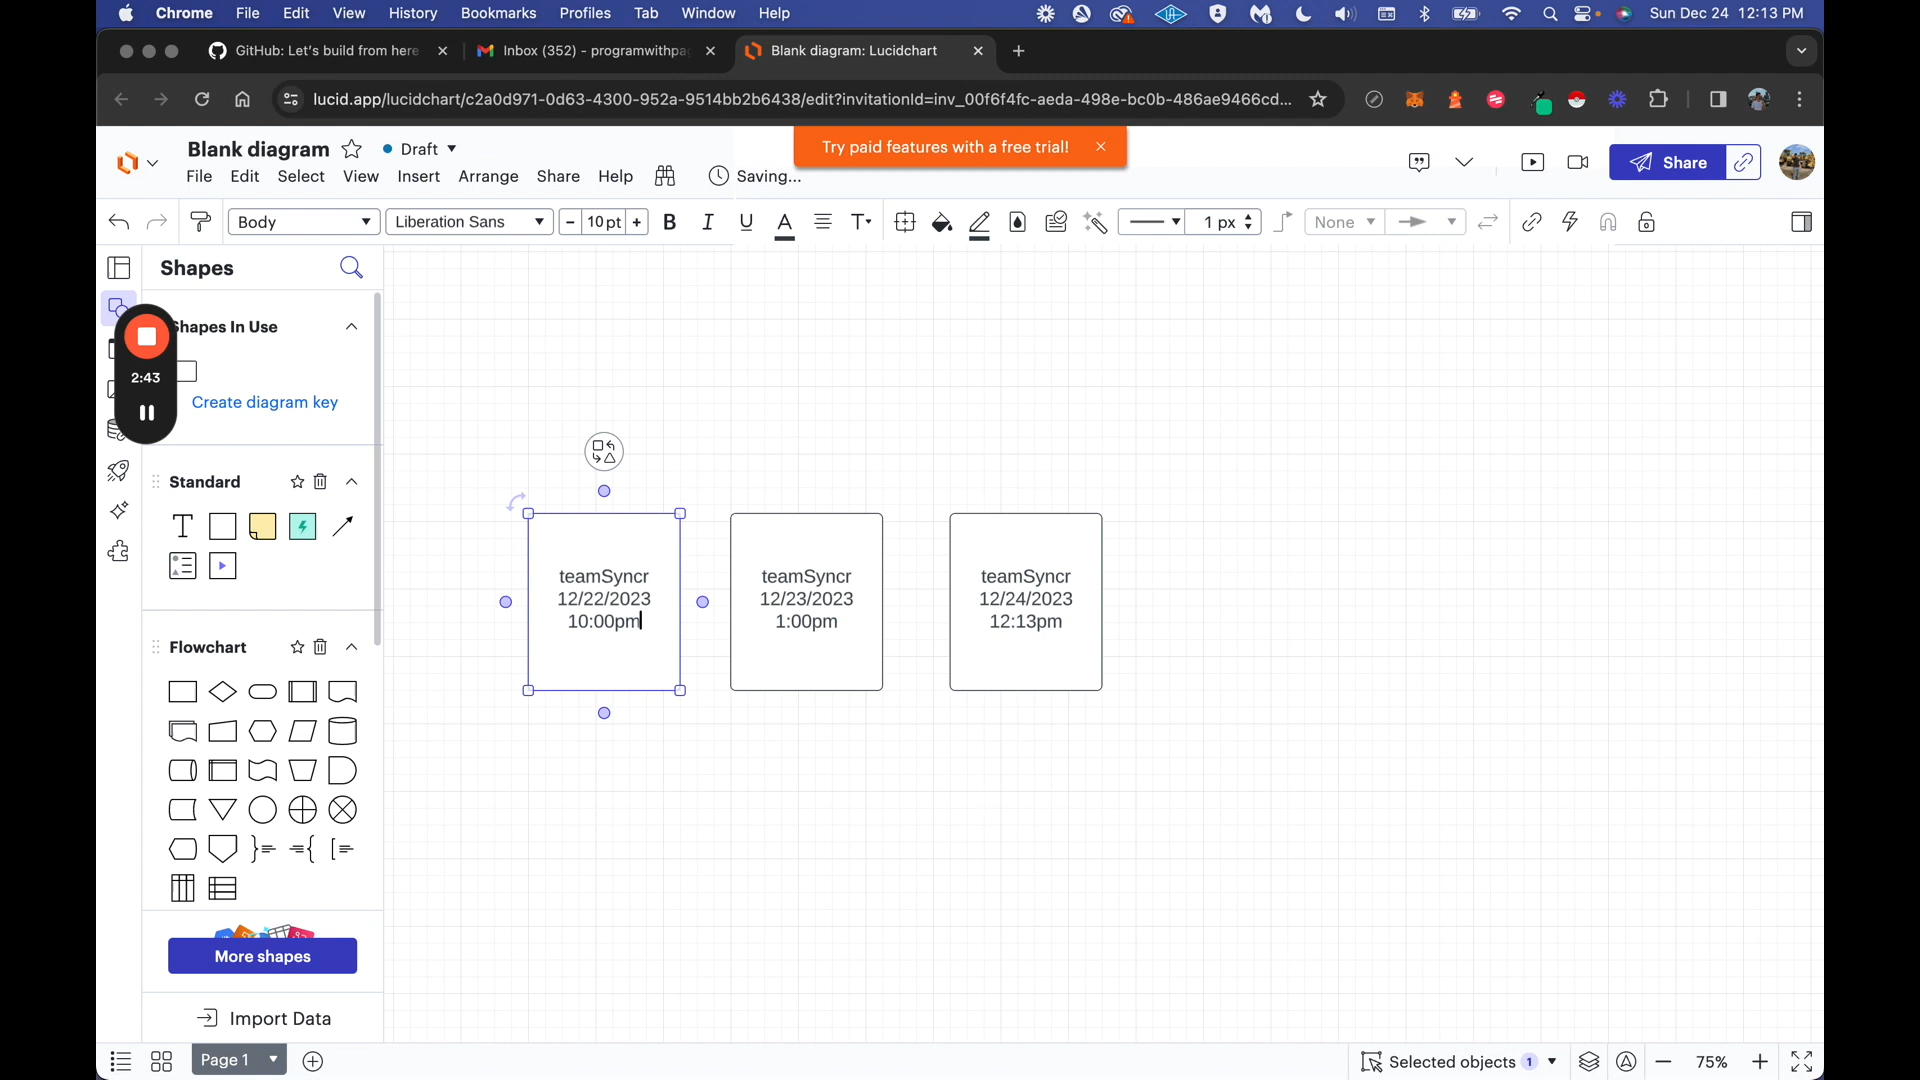 Chrome File Edit View History Bookmarks Profiles Tab Window Help Sun Dec 24 12:13 PM
GitHub: Let's build from here Inbox (352) - programwithpa Blank diagram: Lucidchart
lucid.app/lucidchart/c2a0d971-0d63-4300-952a-9514bb2b6438/edit?invitationId=inv_00f6f4fc-aeda-498e-bc0b-486ae9466cd...
Try paid features with a free trial!
Blank diagram Draft
File Edit Select View Insert Arrange Share Help Saving...
Share
Body Liberation Sans 10 pt B I U A T 1 px None
Shapes
Shapes In Use
2:43
Create diagram key
Standard
T
Flowchart
More shapes
Import Data
teamSyncr
12/22/2023
10:00pm
teamSyncr
12/23/2023
1:00pm
teamSyncr
12/24/2023
12:13pm
Page 1
Selected objects 1 75%